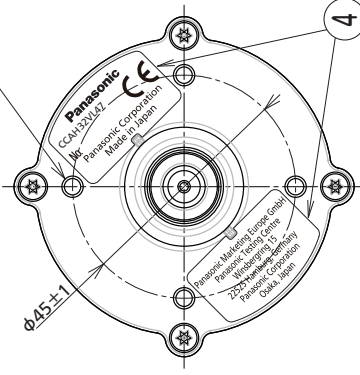 4
Panasonic
CCAH32VL4Z
CE
№
Panasonic Corporation
Made in Japan
φ45±1
Panasonic Marketing Europe GmbH
Panasonic Testing Centre
Winsbergring 15
22525 Hamburg, Germany
Panasonic Corporation
Osaka, Japan